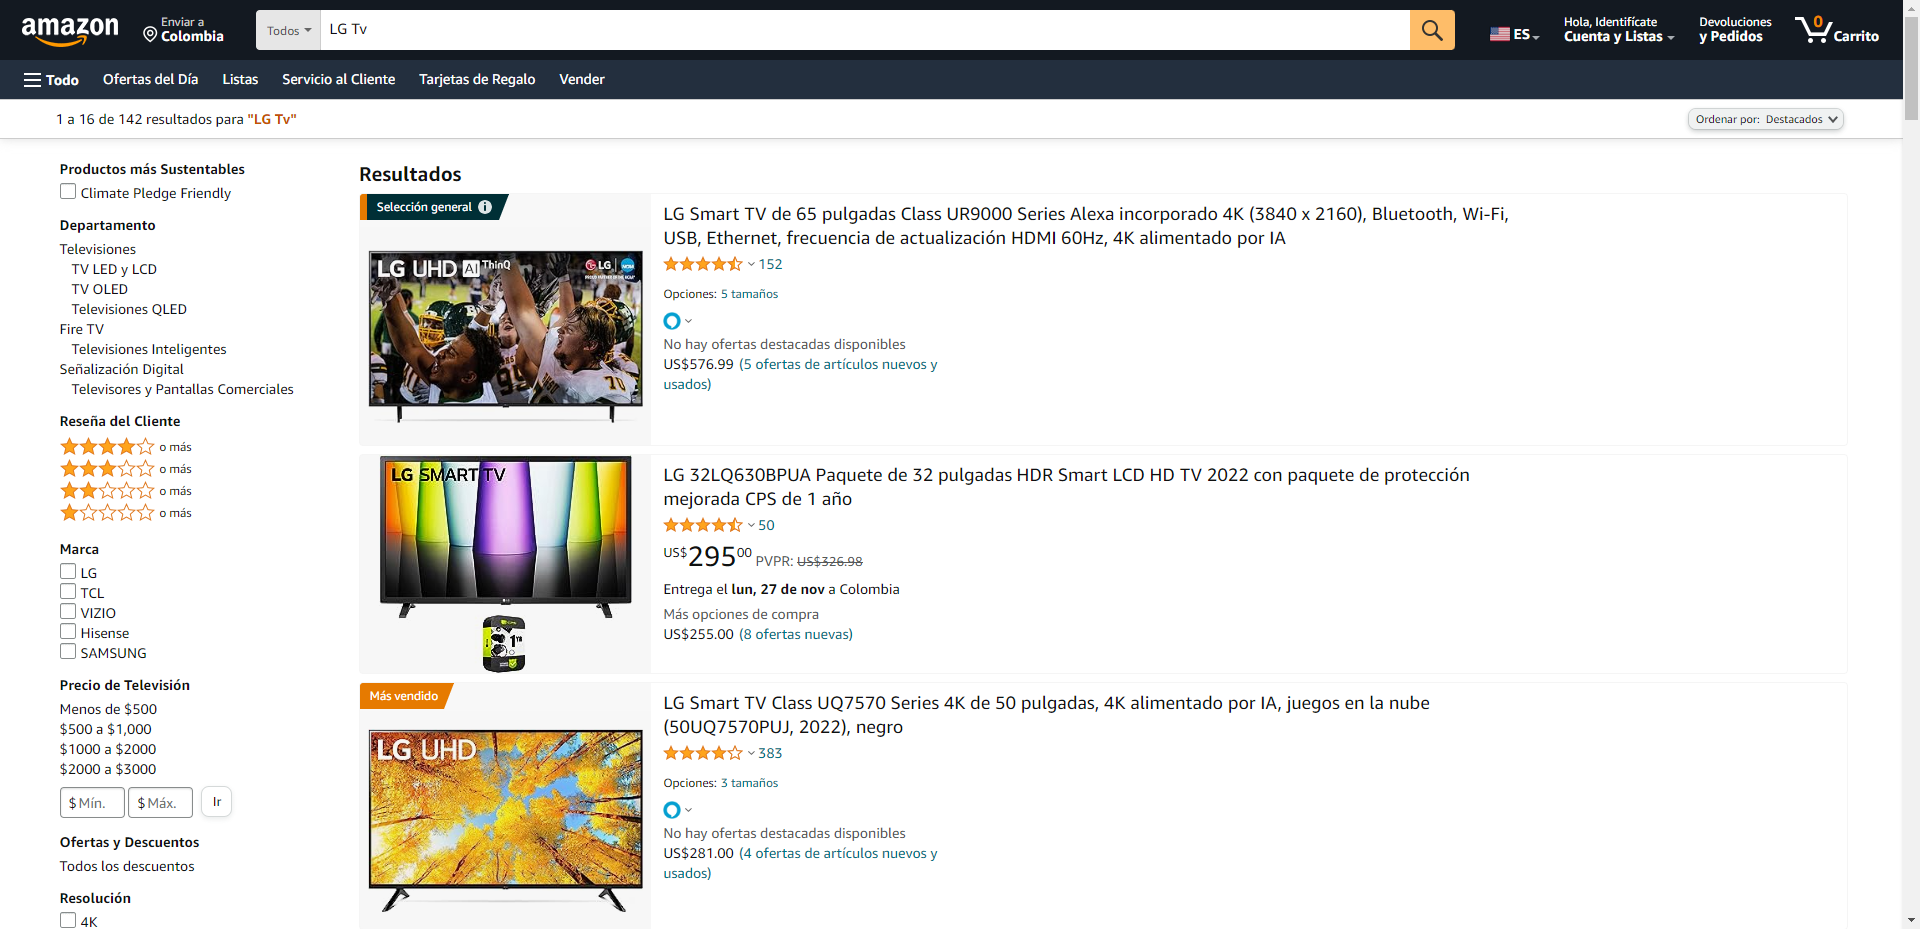 amazon
Enviar a
Colombia
Todos
LG Tv
ES
Hola, Identifícate
Cuenta y Listas
Devoluciones
y Pedidos
0
Carrito
Todo
Ofertas del Día
Listas
Servicio al Cliente
Tarjetas de Regalo
Vender
1 a 16 de 142 resultados para "LG Tv"
Ordenar por: Destacados
Productos más Sustentables
Climate Pledge Friendly
Departamento
Televisiones
TV LED y LCD
TV OLED
Televisiones QLED
Fire TV
Televisiones Inteligentes
Señalización Digital
Televisores y Pantallas Comerciales
Reseña del Cliente
o más
o más
o más
o más
Marca
LG
TCL
VIZIO
Hisense
SAMSUNG
Precio de Televisión
Menos de $500
$500 a $1,000
$1000 a $2000
$2000 a $3000
$ Mín.
$ Máx.
Ir
Ofertas y Descuentos
Todos los descuentos
Resolución
4K
Resultados
Selección general
LG UHD AI ThinQ
LG
70
LG Smart TV de 65 pulgadas Class UR9000 Series Alexa incorporado 4K (3840 x 2160), Bluetooth, Wi-Fi,
USB, Ethernet, frecuencia de actualización HDMI 60Hz, 4K alimentado por IA
152
Opciones: 5 tamaños
No hay ofertas destacadas disponibles
US$576.99 (5 ofertas de artículos nuevos y
usados)
LG SMART TV
1 YR
LG 32LQ630BPUA Paquete de 32 pulgadas HDR Smart LCD HD TV 2022 con paquete de protección
mejorada CPS de 1 año
50
US$295.00 PVPR: US$326.98
Entrega el lun, 27 de nov a Colombia
Más opciones de compra
US$255.00 (8 ofertas nuevas)
Más vendido
LG UHD
LG Smart TV Class UQ7570 Series 4K de 50 pulgadas, 4K alimentado por IA, juegos en la nube
(50UQ7570PUJ, 2022), negro
383
Opciones: 3 tamaños
No hay ofertas destacadas disponibles
US$281.00 (4 ofertas de artículos nuevos y
usados)